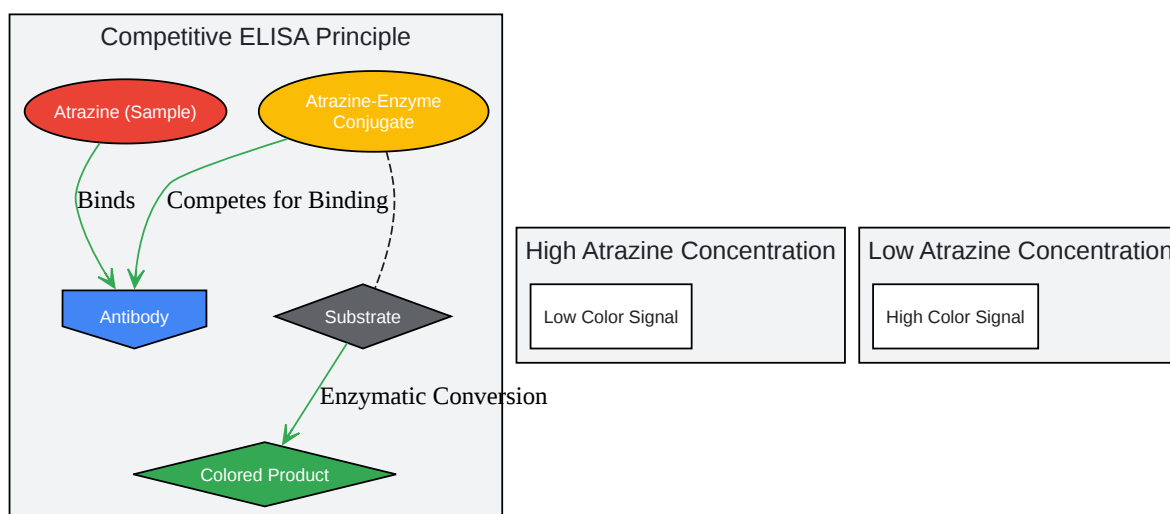 Competitive ELISA Principle
Atrazine (Sample)
Atrazine-Enzyme
Conjugate
Binds
Competes for Binding
Antibody
Substrate
Enzymatic Conversion
Colored Product
High Atrazine Concentration
Low Color Signal
Low Atrazine Concentration
High Color Signal